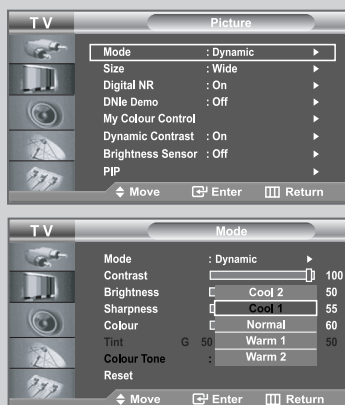 TV Picture
Mode : Dynamic
Size : Wide
Digital NR : On
DNIe Demo : Off
My Colour Control
Dynamic Contrast : On
Brightness Sensor : Off
PIP
Move Enter Return
TV Mode
Mode : Dynamic
Contrast 100
Brightness Cool 2 50
Sharpness Cool 1 55
Colour Normal 60
Tint G 50 Warm 1 50
Colour Tone : Warm 2
Reset
Move Enter Return